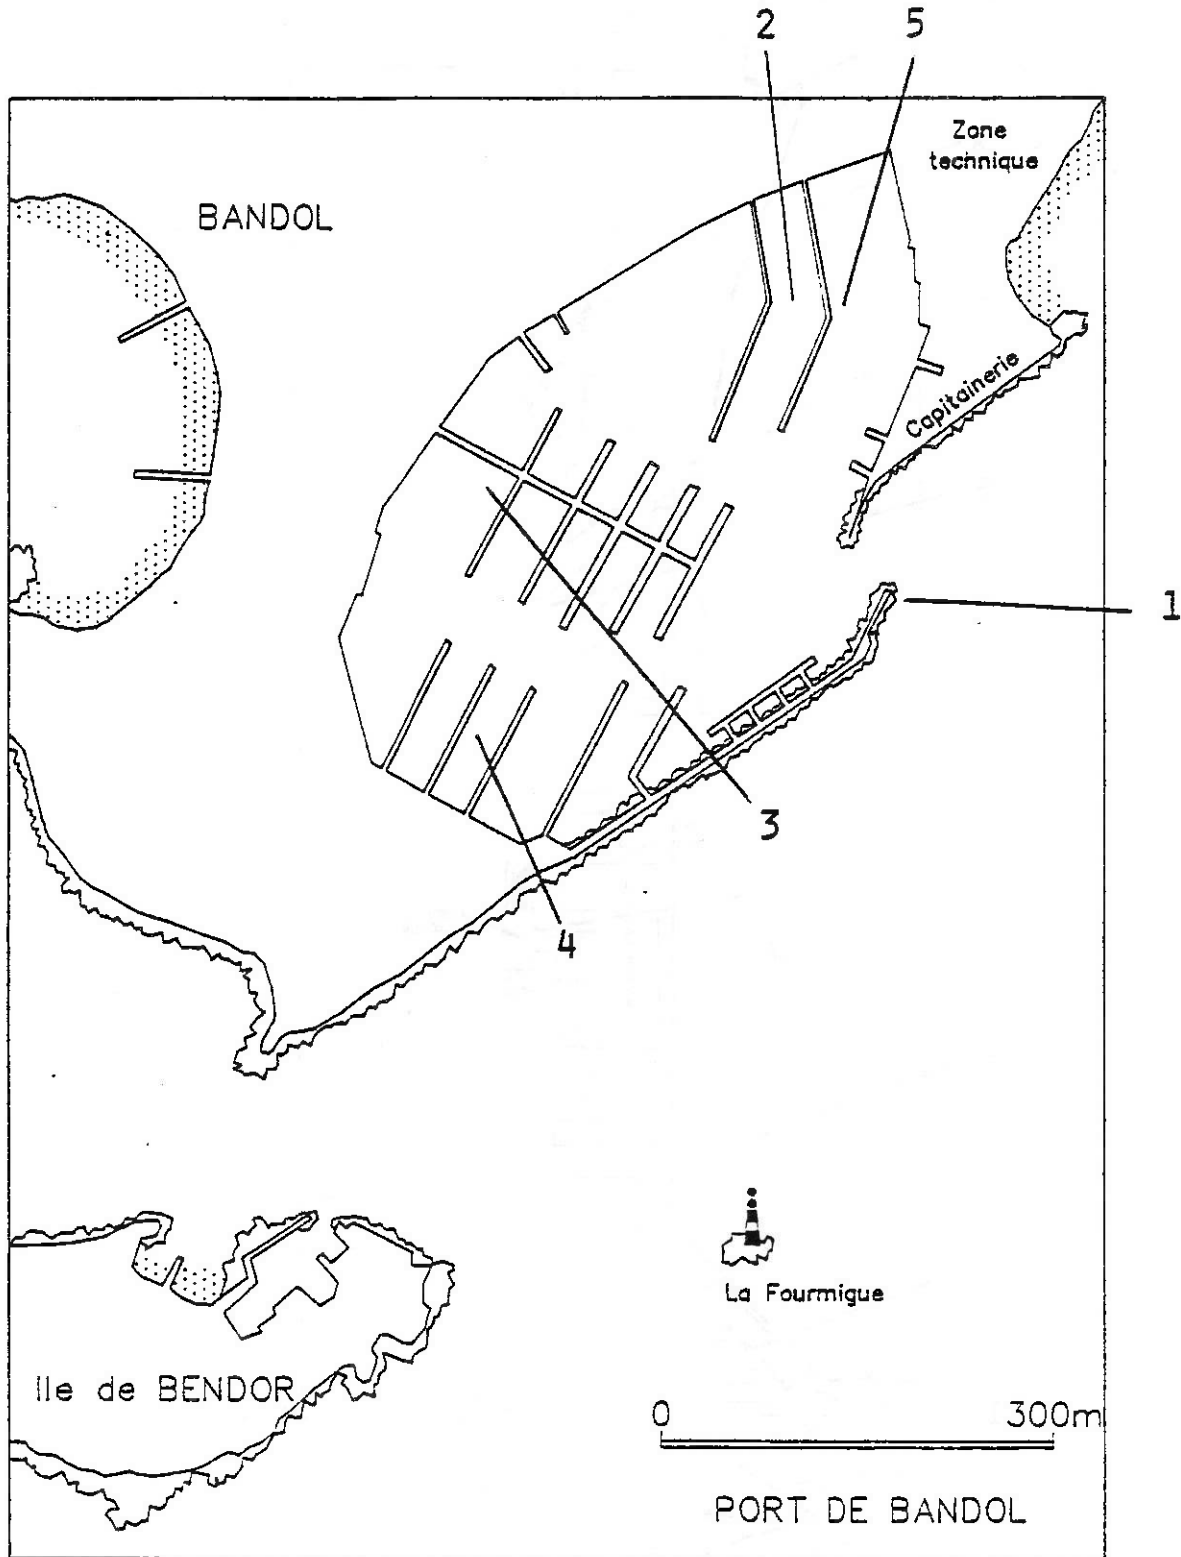 2
5
Zone
technique
BANDOL
Capitainerie
1
3
4
La Fourmigue
Ile de BENDOR
0 300m
PORT DE BANDOL